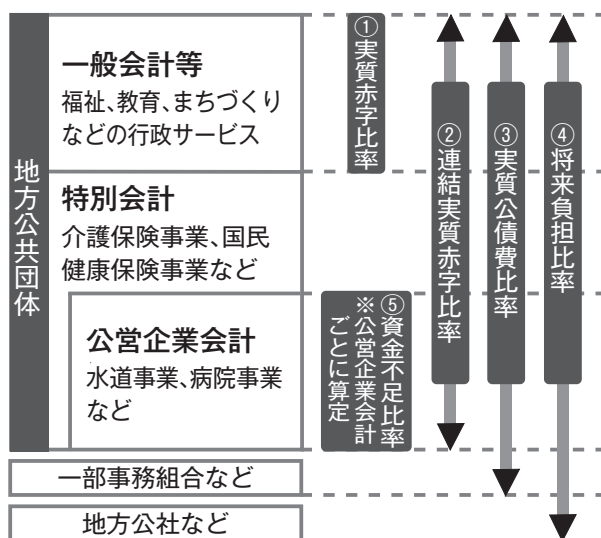 地方公共団体
一般会計等
福祉、教育、まちづくり
などの行政サービス
特別会計
介護保険事業、国民
健康保険事業など
公営企業会計
水道事業、病院事業
など
一部事務組合など
地方公社など
①実質赤字比率
②連結実質赤字比率
③実質公債費比率
④将来負担比率
⑤資金不足比率
※公営企業会計
ごとに算定